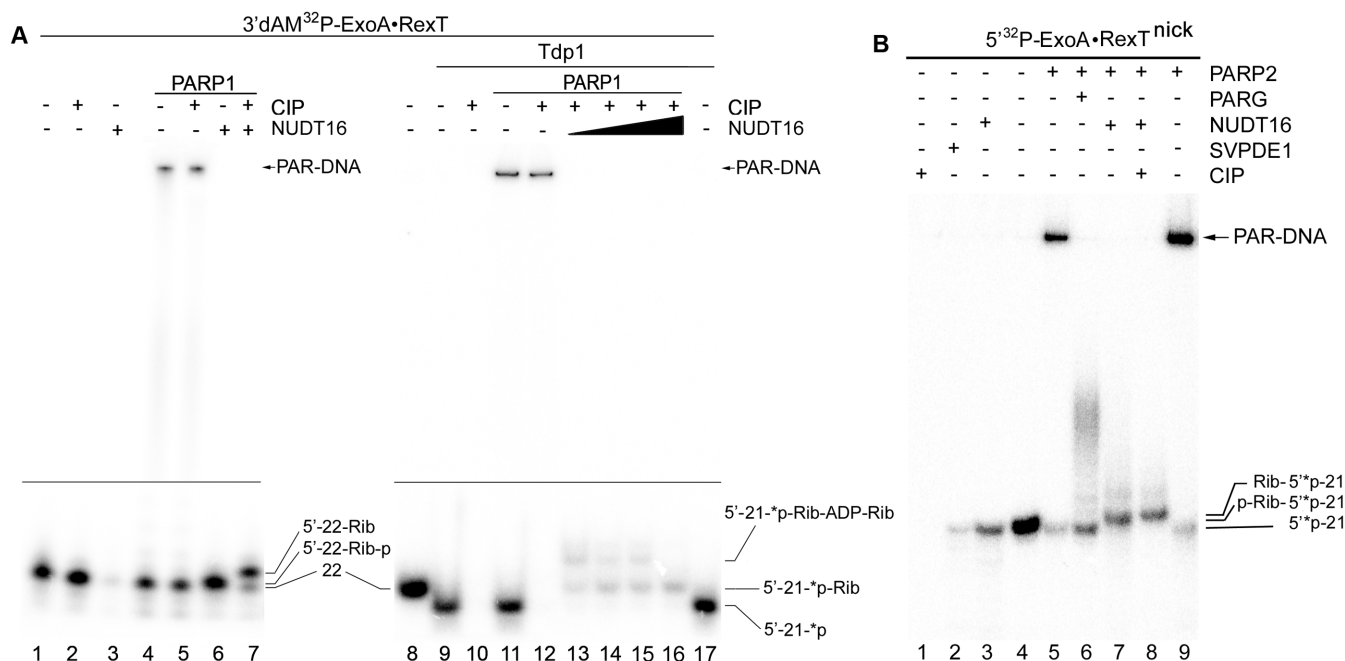 A
3'dAM³²P-ExoA•RexT
Tdp1
PARP1
PARP1
- + - - + - + - - + - + + + + + - CIP
- - + - - + + - - - - - NUDT16 - NUDT16
CIP
NUDT16
←PAR-DNA
←PAR-DNA
5'-22-Rib
5'-22-Rib-p
22
5'-21-*p-Rib-ADP-Rib
5'-21-*p-Rib
5'-21-*p
1 2 3 4 5 6 7
8 9 10 11 12 13 14 15 16 17
B
5'³²P-ExoA•RexTⁿⁱᶜᵏ
- - - - + + + + + PARP2
- - - - - + - - - PARG
- - + - - - + + - NUDT16
- + - - - - - - - SVPDE1
+ - - - - - - + - CIP
← PAR-DNA
Rib-5'*p-21
p-Rib-5'*p-21
5'*p-21
1 2 3 4 5 6 7 8 9